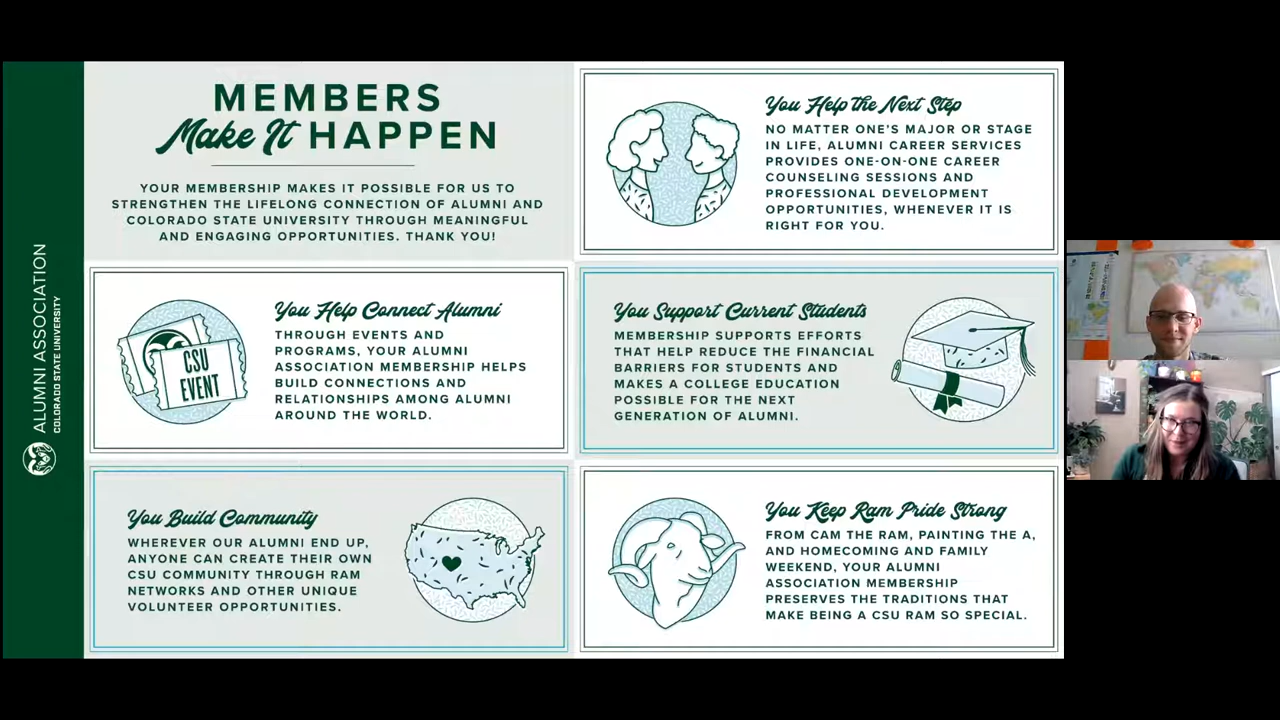 ALUMNI ASSOCIATION
COLORADO STATE UNIVERSITY
MEMBERS
Make It HAPPEN
YOUR MEMBERSHIP MAKES IT POSSIBLE FOR US TO
STRENGTHEN THE LIFELONG CONNECTION OF ALUMNI AND
COLORADO STATE UNIVERSITY THROUGH MEANINGFUL
AND ENGAGING OPPORTUNITIES. THANK YOU!
You Help the Next Step
NO MATTER ONE'S MAJOR OR STAGE
IN LIFE, ALUMNI CAREER SERVICES
PROVIDES ONE-ON-ONE CAREER
COUNSELING SESSIONS AND
PROFESSIONAL DEVELOPMENT
OPPORTUNITIES, WHENEVER IT IS
RIGHT FOR YOU.
CSU
EVENT
You Help Connect Alumni
THROUGH EVENTS AND
PROGRAMS, YOUR ALUMNI
ASSOCIATION MEMBERSHIP HELPS
BUILD CONNECTIONS AND
RELATIONSHIPS AMONG ALUMNI
AROUND THE WORLD.
You Support Current Students
MEMBERSHIP SUPPORTS EFFORTS
THAT HELP REDUCE THE FINANCIAL
BARRIERS FOR STUDENTS AND
MAKES A COLLEGE EDUCATION
POSSIBLE FOR THE NEXT
GENERATION OF ALUMNI.
You Build Community
WHEREVER OUR ALUMNI END UP,
ANYONE CAN CREATE THEIR OWN
CSU COMMUNITY THROUGH RAM
NETWORKS AND OTHER UNIQUE
VOLUNTEER OPPORTUNITIES.
You Keep Ram Pride Strong
FROM CAM THE RAM, PAINTING THE A,
AND HOMECOMING AND FAMILY
WEEKEND, YOUR ALUMNI
ASSOCIATION MEMBERSHIP
PRESERVES THE TRADITIONS THAT
MAKE BEING A CSU RAM SO SPECIAL.